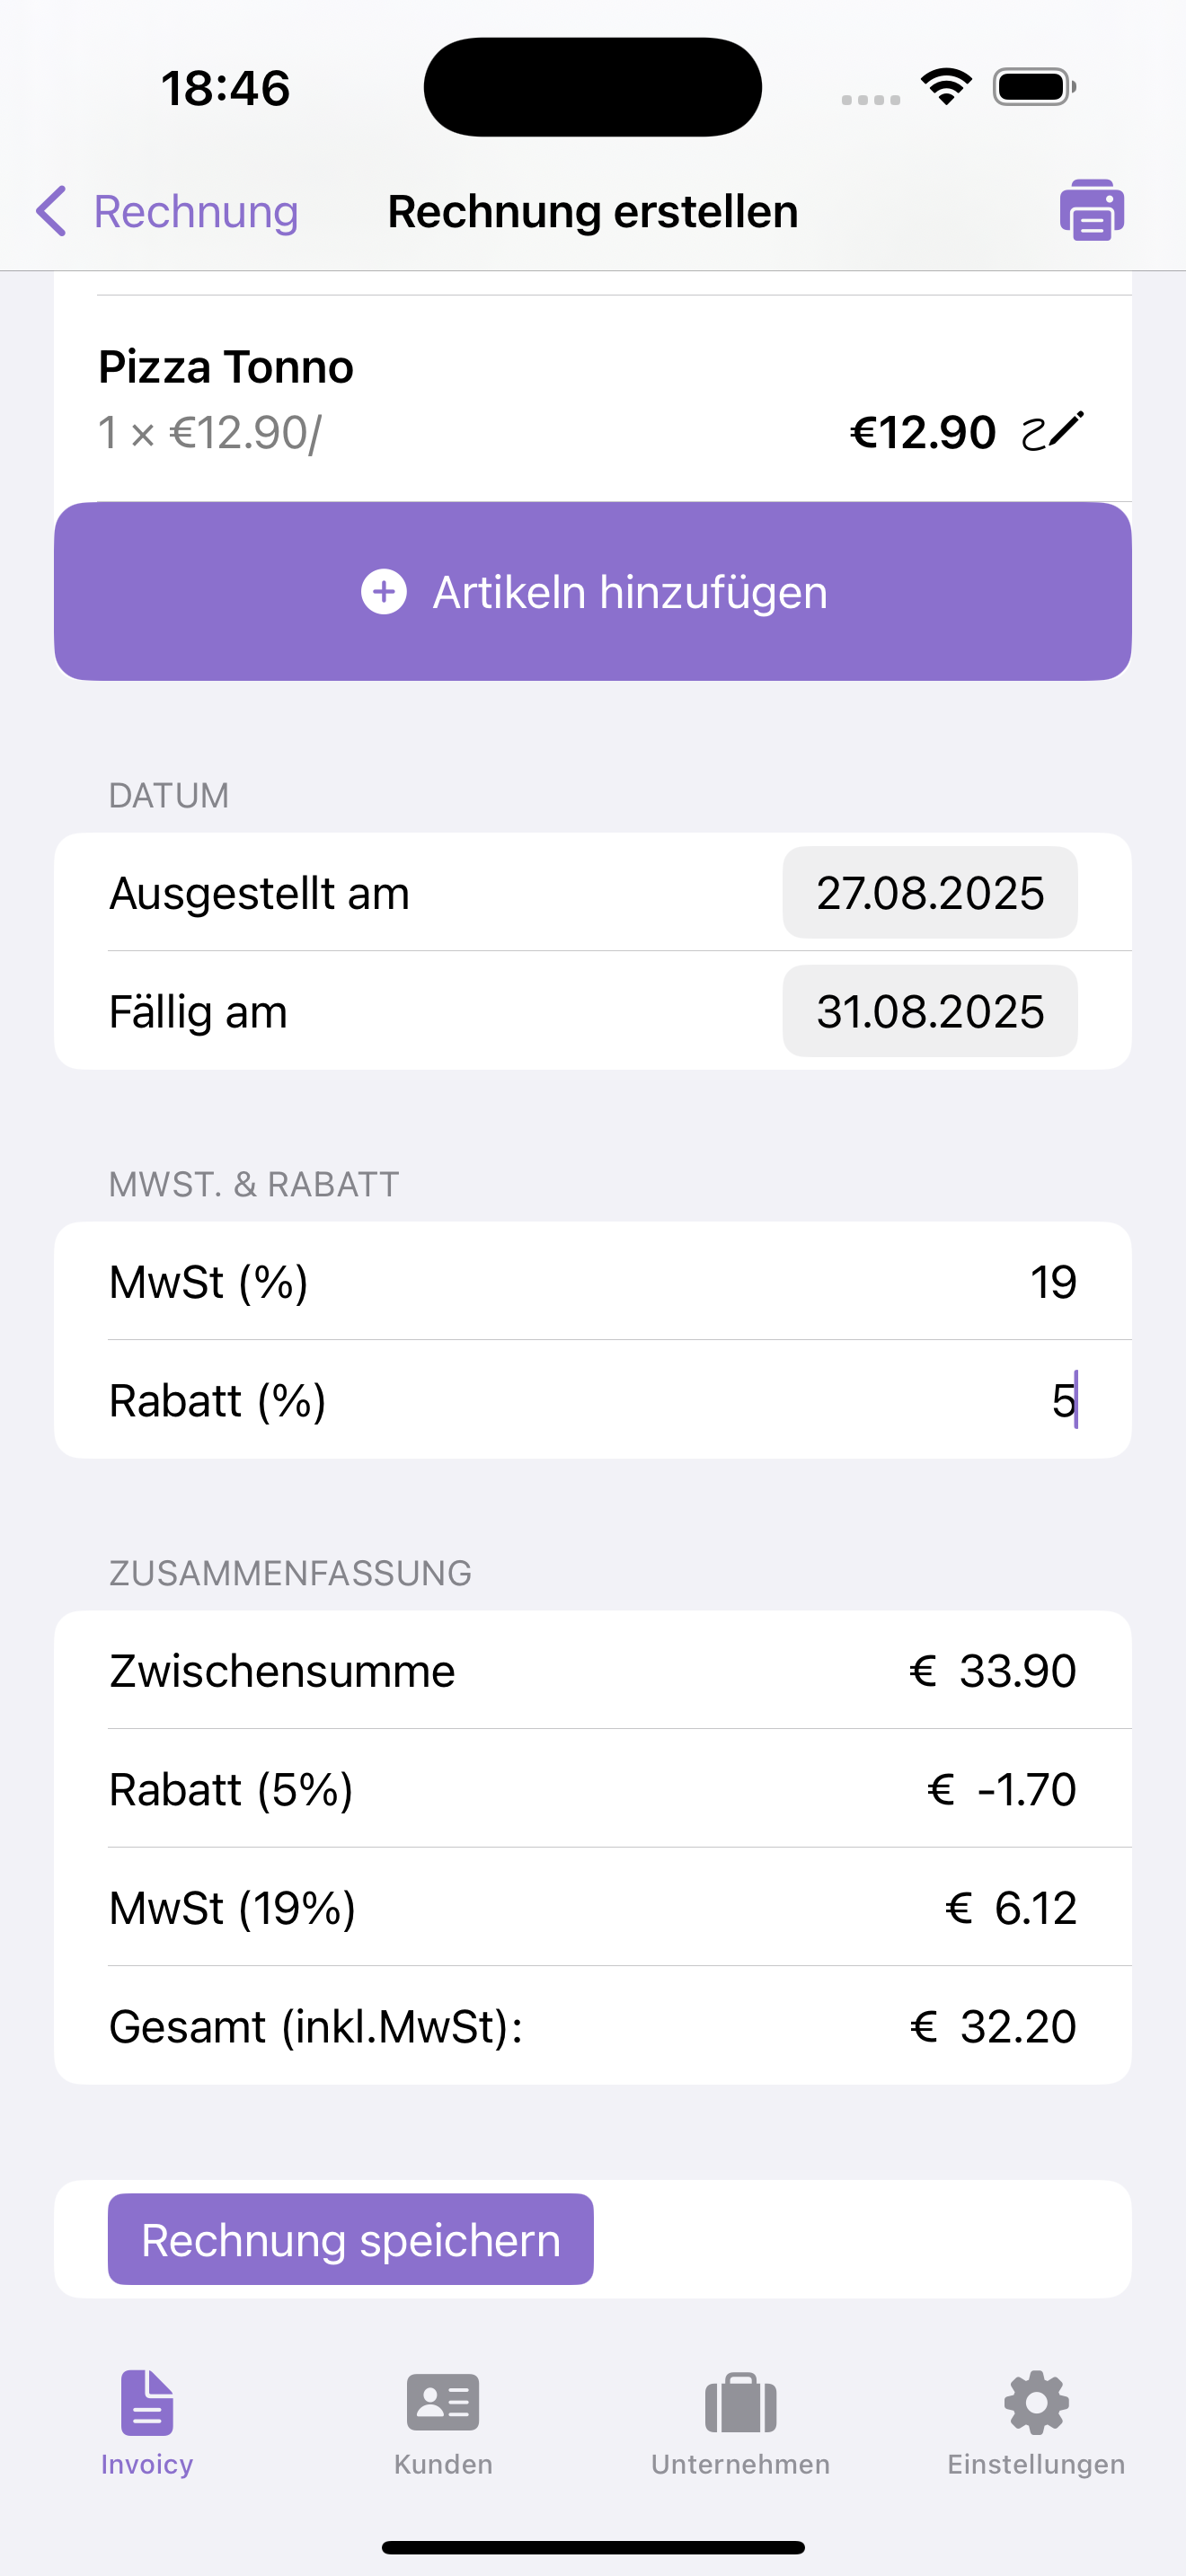 18:46
Rechnung
Rechnung erstellen
Pizza Tonno
1 × €12.90/
€12.90
Artikeln hinzufügen
DATUM
Ausgestellt am
27.08.2025
Fällig am
31.08.2025
MWST. & RABATT
MwSt (%)
19
Rabatt (%)
5
ZUSAMMENFASSUNG
Zwischensumme
€ 33.90
Rabatt (5%)
€ -1.70
MwSt (19%)
€ 6.12
Gesamt (inkl.MwSt):
€ 32.20
Rechnung speichern
Invoicy
Kunden
Unternehmen
Einstellungen